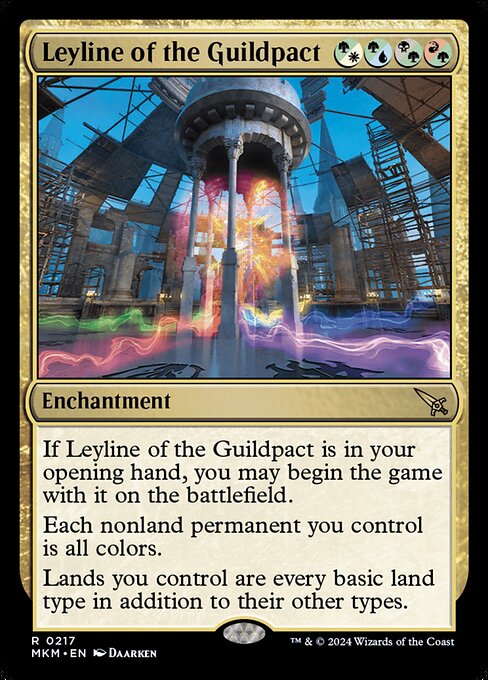 Leyline of the Guildpact
Enchantment
If Leyline of the Guildpact is in your
opening hand, you may begin the game
with it on the battlefield.
Each nonland permanent you control
is all colors.
Lands you control are every basic land
type in addition to their other types.
R 0217
MKM • EN DAARKEN
™ & © 2024 Wizards of the Coast